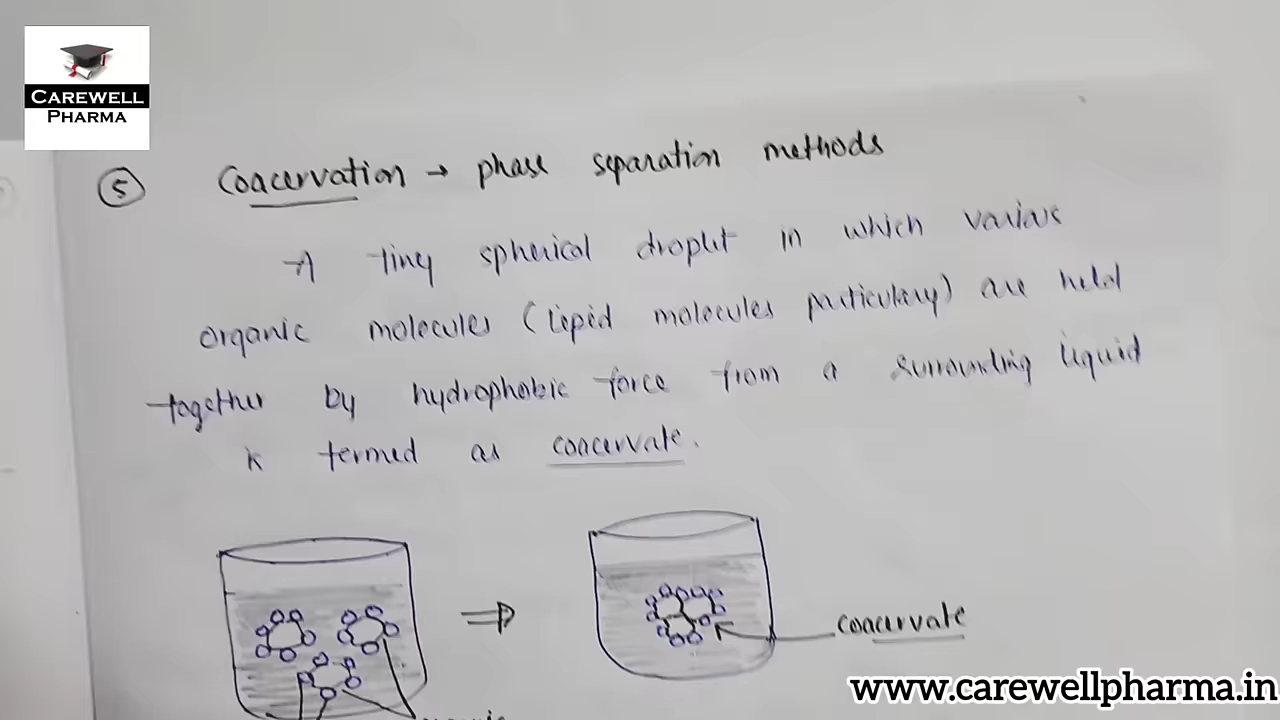 CAREWELL
PHARMA
5 Coacervation → phase separation methods
A tiny spherical droplet in which various
organic molecules (lipid molecules particulary) are held
together by hydrophobic force from a surrounding liquid
is termed as coacervate.
coacervate
www.carewellpharma.in